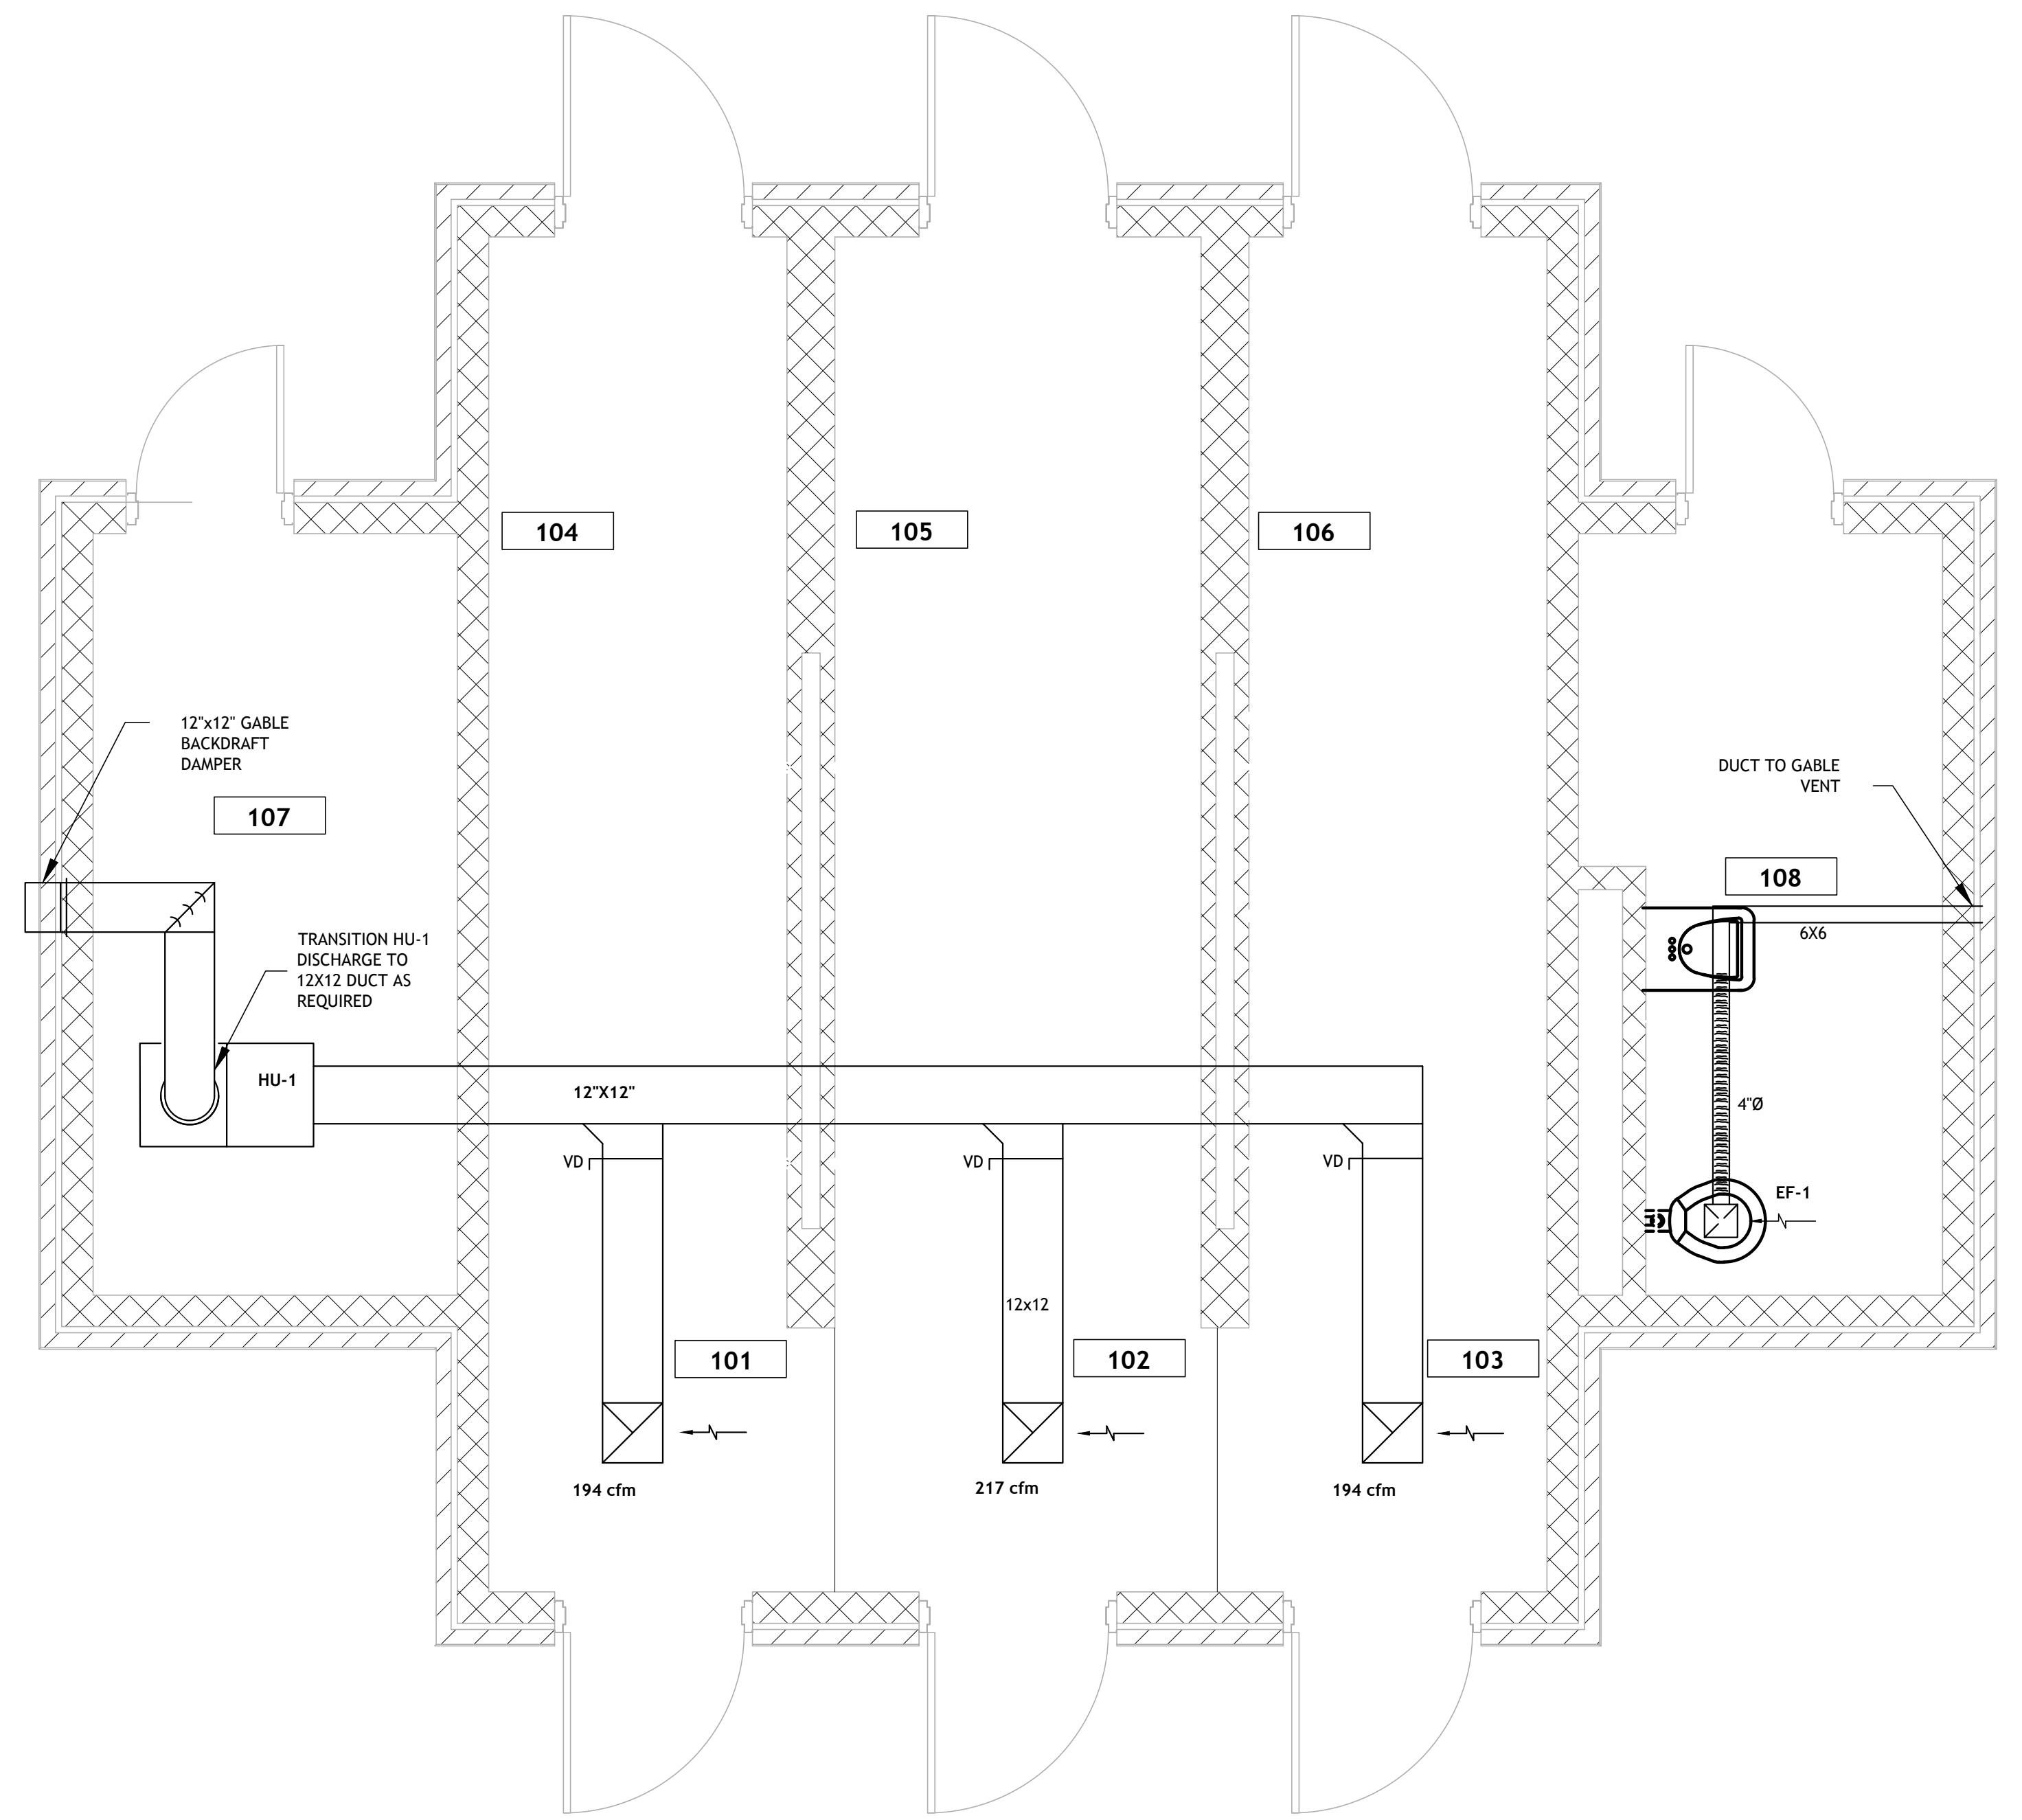 104
105
106
12"x12" GABLE
BACKDRAFT
DAMPER
107
DUCT TO GABLE
VENT
108
6X6
TRANSITION HU-1
DISCHARGE TO
12X12 DUCT AS
REQUIRED
HU-1
12"X12"
4"Ø
VD
VD
VD
EF-1
12x12
101
102
103
194 cfm
217 cfm
194 cfm